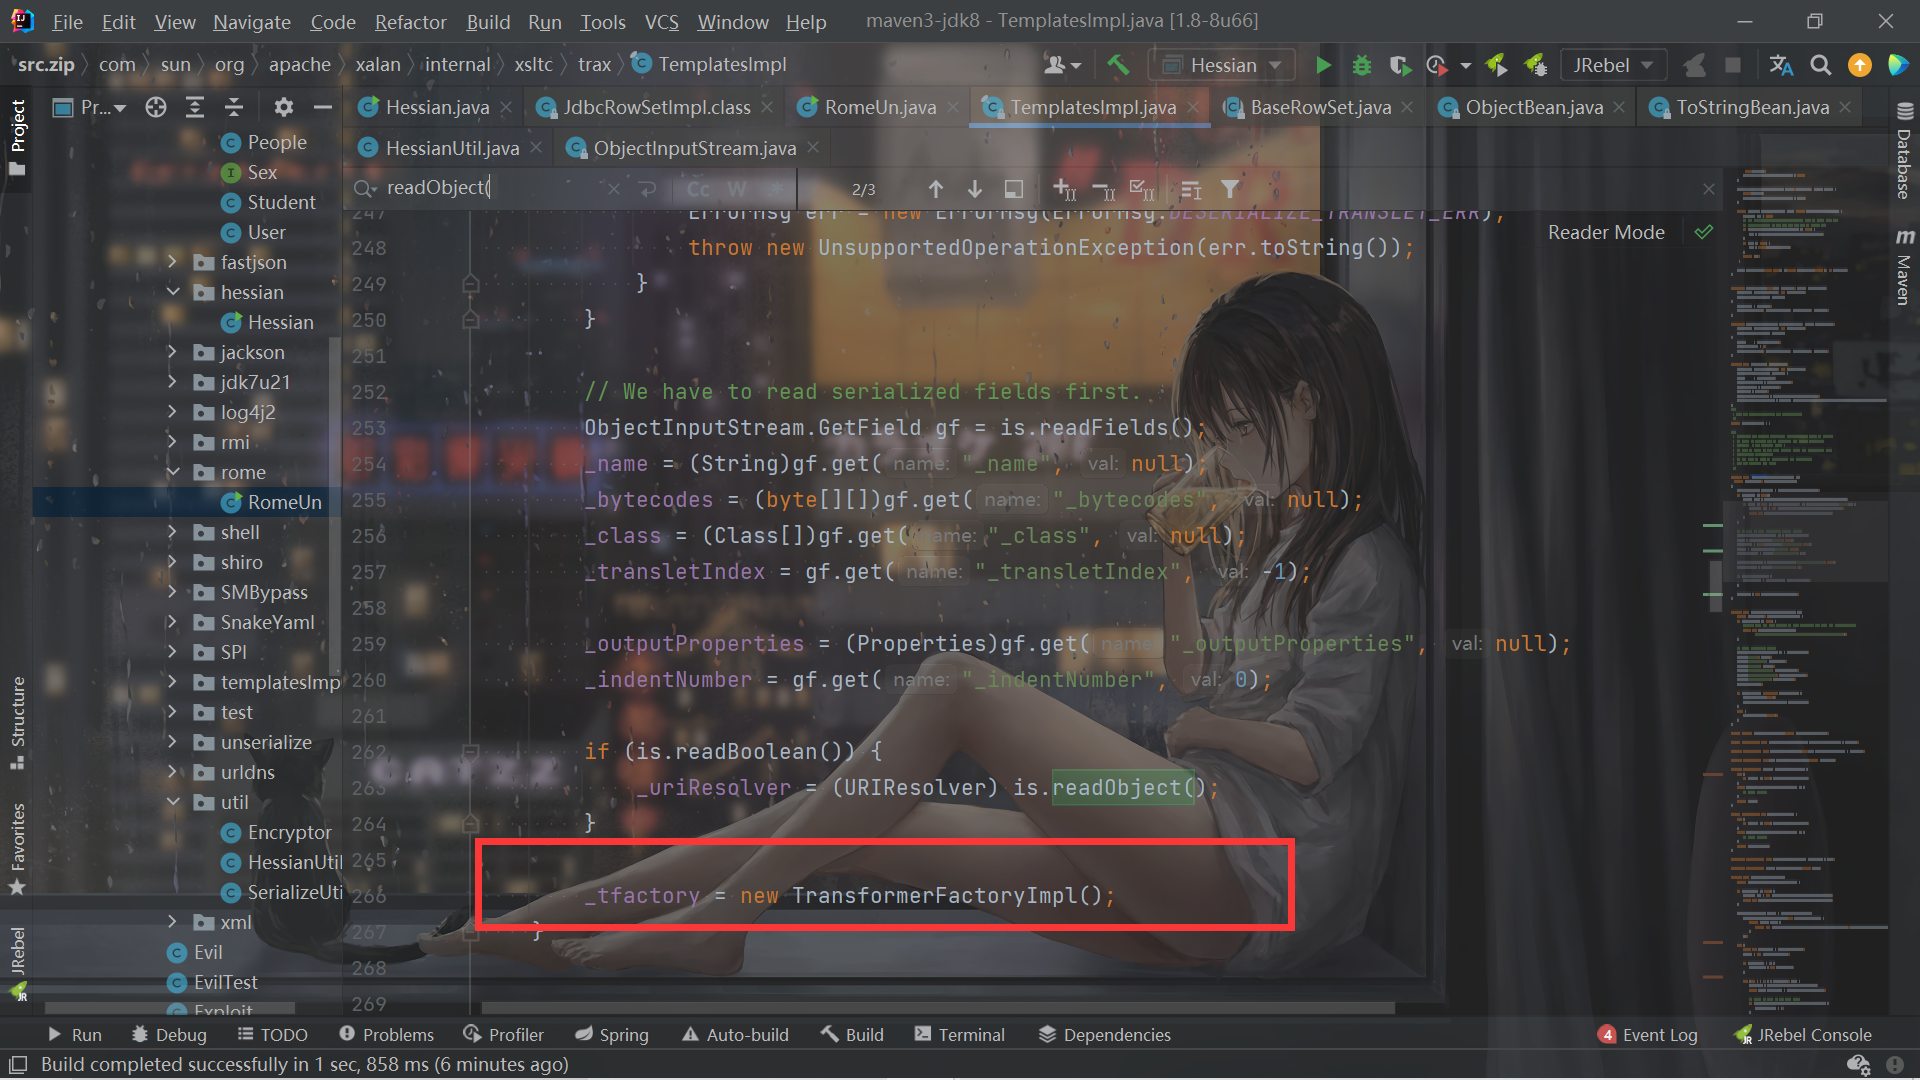 File Edit View Navigate Code Refactor Build Run Tools VCS Window Help maven3-jdk8 - TemplatesImpl.java [1.8-8u66]
src.zip com sun org apache xalan internal xsltc trax TemplatesImpl Hessian JRebel
Pr... Hessian.java JdbcRowSetImpl.class RomeUn.java TemplatesImpl.java BaseRowSet.java ObjectBean.java ToStringBean.java
HessianUtil.java ObjectInputStream.java
readObject( Cc W 2/3
Reader Mode
Project
Structure
Favorites
JRebel
People
Sex
Student
User
fastjson
hessian
Hessian
jackson
jdk7u21
log4j2
rmi
rome
RomeUn
shell
shiro
SMBypass
SnakeYaml
SPI
templatesImp
test
unserialize
urldns
util
Encryptor
HessianUtil
SerializeUti
xml
Evil
EvilTest
Exploit
247 ErrorMsg err = new ErrorMsg(ErrorMsg.DESERIALIZE_TRANSLET_ERR);
248 throw new UnsupportedOperationException(err.toString());
249 }
250 }
251
252 // We have to read serialized fields first.
253 ObjectInputStream.GetField gf = is.readFields();
254 _name = (String)gf.get( name: "_name", val: null);
255 _bytecodes = (byte[][])gf.get( name: "_bytecodes", val: null);
256 _class = (Class[])gf.get( name: "_class", val: null);
257 _transletIndex = gf.get( name: "_transletIndex", val: -1);
258
259 _outputProperties = (Properties)gf.get( name: "_outputProperties", val: null);
260 _indentNumber = gf.get( name: "_indentNumber", val: 0);
261
262 if (is.readBoolean()) {
263 _uriResolver = (URIResolver) is.readObject();
264 }
265
266 _tfactory = new TransformerFactoryImpl();
267 }
268
269
Database
m Maven
Run Debug TODO Problems Profiler Spring Auto-build Build Terminal Dependencies 4 Event Log JRebel Console
Build completed successfully in 1 sec, 858 ms (6 minutes ago)